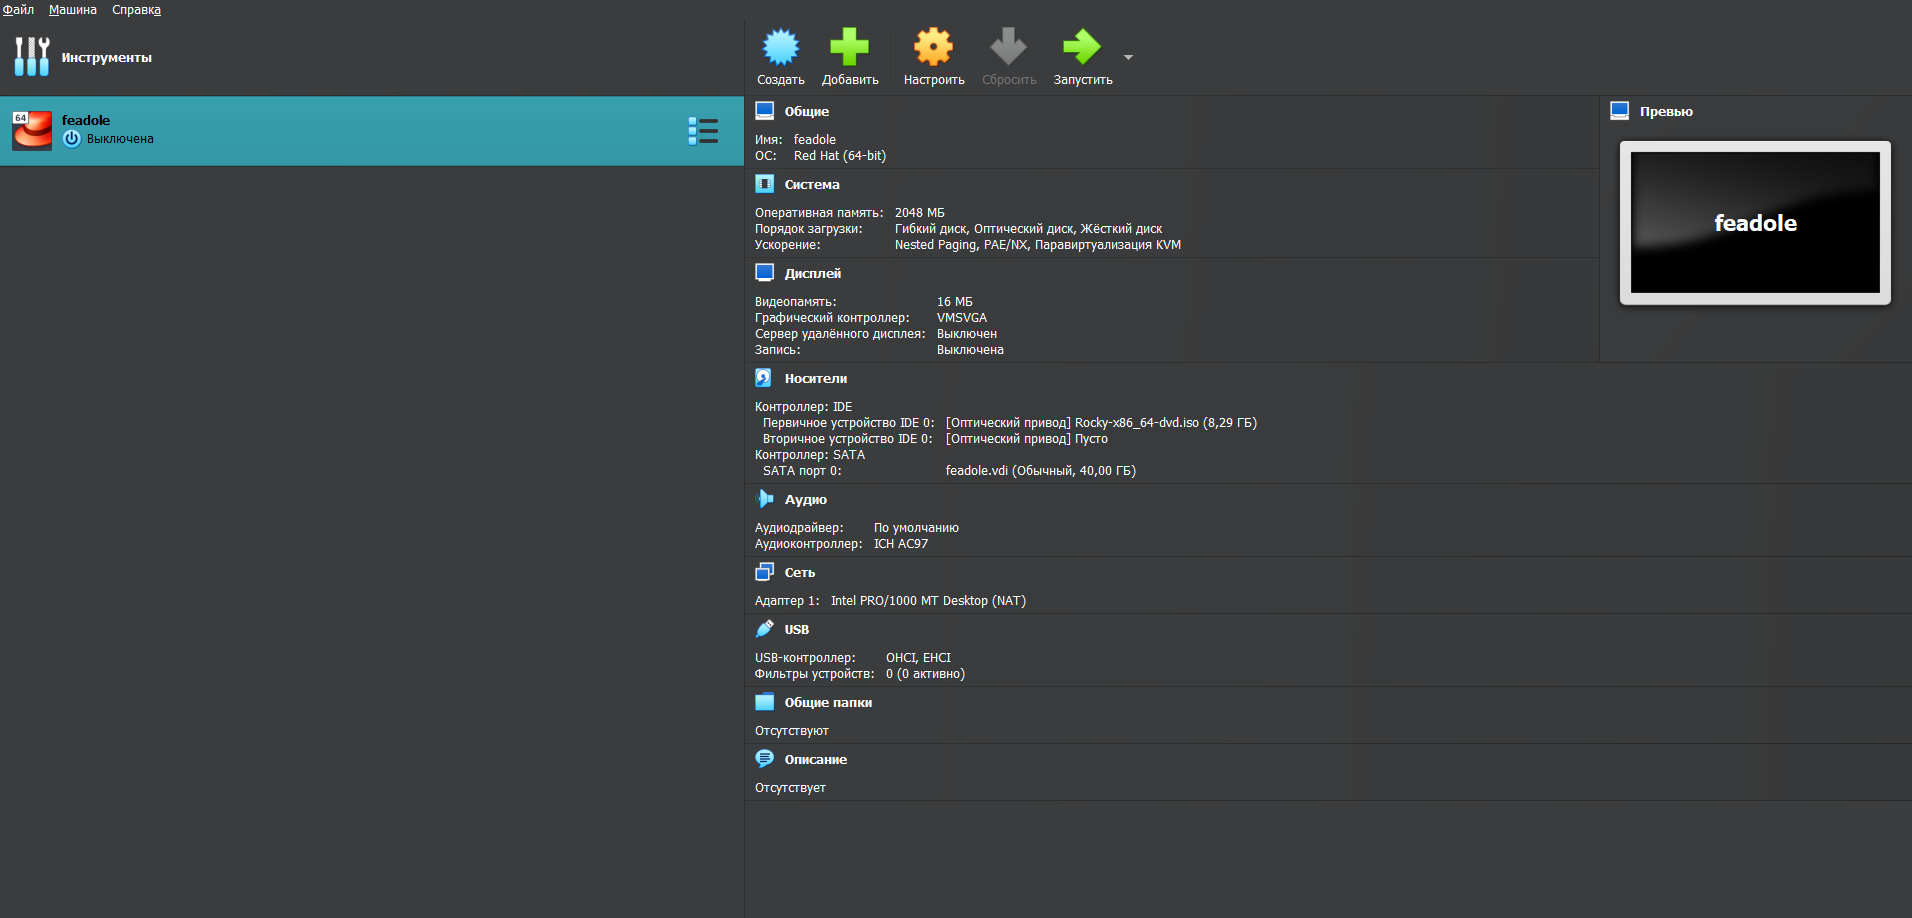 Файл Машина Справка
Инструменты
Создать Добавить Настроить Сбросить Запустить
64
feadole
Выключена
Общие
Имя: feadole
ОС: Red Hat (64-bit)
Система
Оперативная память: 2048 МБ
Порядок загрузки: Гибкий диск, Оптический диск, Жёсткий диск
Ускорение: Nested Paging, PAE/NX, Паравиртуализация KVM
Дисплей
Видеопамять: 16 МБ
Графический контроллер: VMSVGA
Сервер удалённого дисплея: Выключен
Запись: Выключена
Превью
feadole
Носители
Контроллер: IDE
Первичное устройство IDE 0: [Оптический привод] Rocky-x86_64-dvd.iso (8,29 ГБ)
Вторичное устройство IDE 0: [Оптический привод] Пусто
Контроллер: SATA
SATA порт 0: feadole.vdi (Обычный, 40,00 ГБ)
Аудио
Аудиодрайвер: По умолчанию
Аудиоконтроллер: ICH AC97
Сеть
Адаптер 1: Intel PRO/1000 MT Desktop (NAT)
USB
USB-контроллер: OHCI, EHCI
Фильтры устройств: 0 (0 активно)
Общие папки
Отсутствуют
Описание
Отсутствует